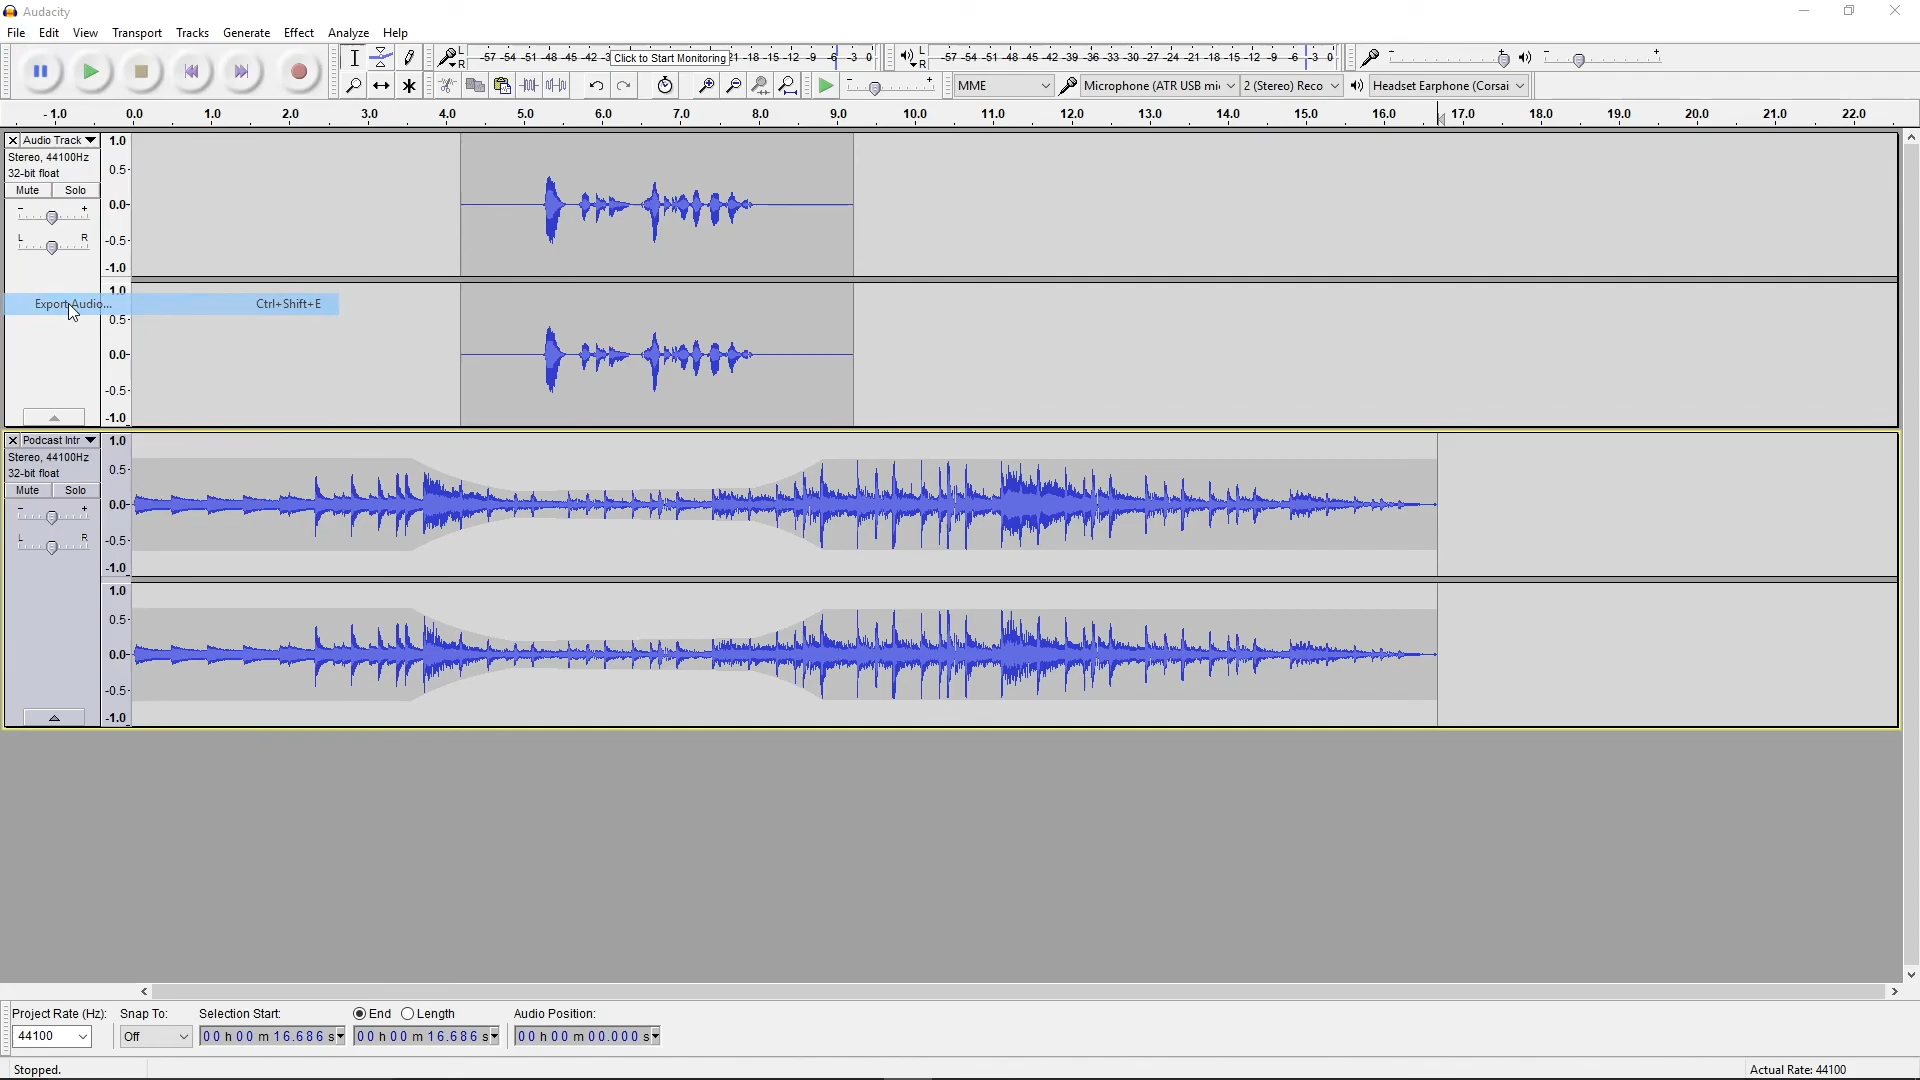 Audacity
File Edit View Transport Tracks Generate Effect Analyze Help
L R -57 -54 -51 -48 -45 -42 -3 Click to Start Monitoring 21 -18 -15 -12 -9 -6 -3 0
L R -57 -54 -51 -48 -45 -42 -39 -36 -33 -30 -27 -24 -21 -18 -15 -12 -9 -6 -3 0
- + - +
- + MME Microphone (ATR USB mi 2 (Stereo) Reco Headset Earphone (Corsai
-1.0 0.0 1.0 2.0 3.0 4.0 5.0 6.0 7.0 8.0 9.0 10.0 11.0 12.0 13.0 14.0 15.0 16.0 17.0 18.0 19.0 20.0 21.0 22.0
Audio Track 1.0
Stereo, 44100Hz
32-bit float 0.5
Mute Solo
- + 0.0
L R -0.5
-1.0
1.0
Export Audio... Ctrl+Shift+E
0.5
0.0
-0.5
-1.0
Podcast Intr 1.0
Stereo, 44100Hz
32-bit float 0.5
Mute Solo
- + 0.0
L R -0.5
-1.0
1.0
0.5
0.0
-0.5
-1.0
Project Rate (Hz): Snap To: Selection Start: End Length Audio Position:
44100 Off 00 h 00 m 16.686 s 00 h 00 m 16.686 s 00 h 00 m 00.000 s
Stopped. Actual Rate: 44100